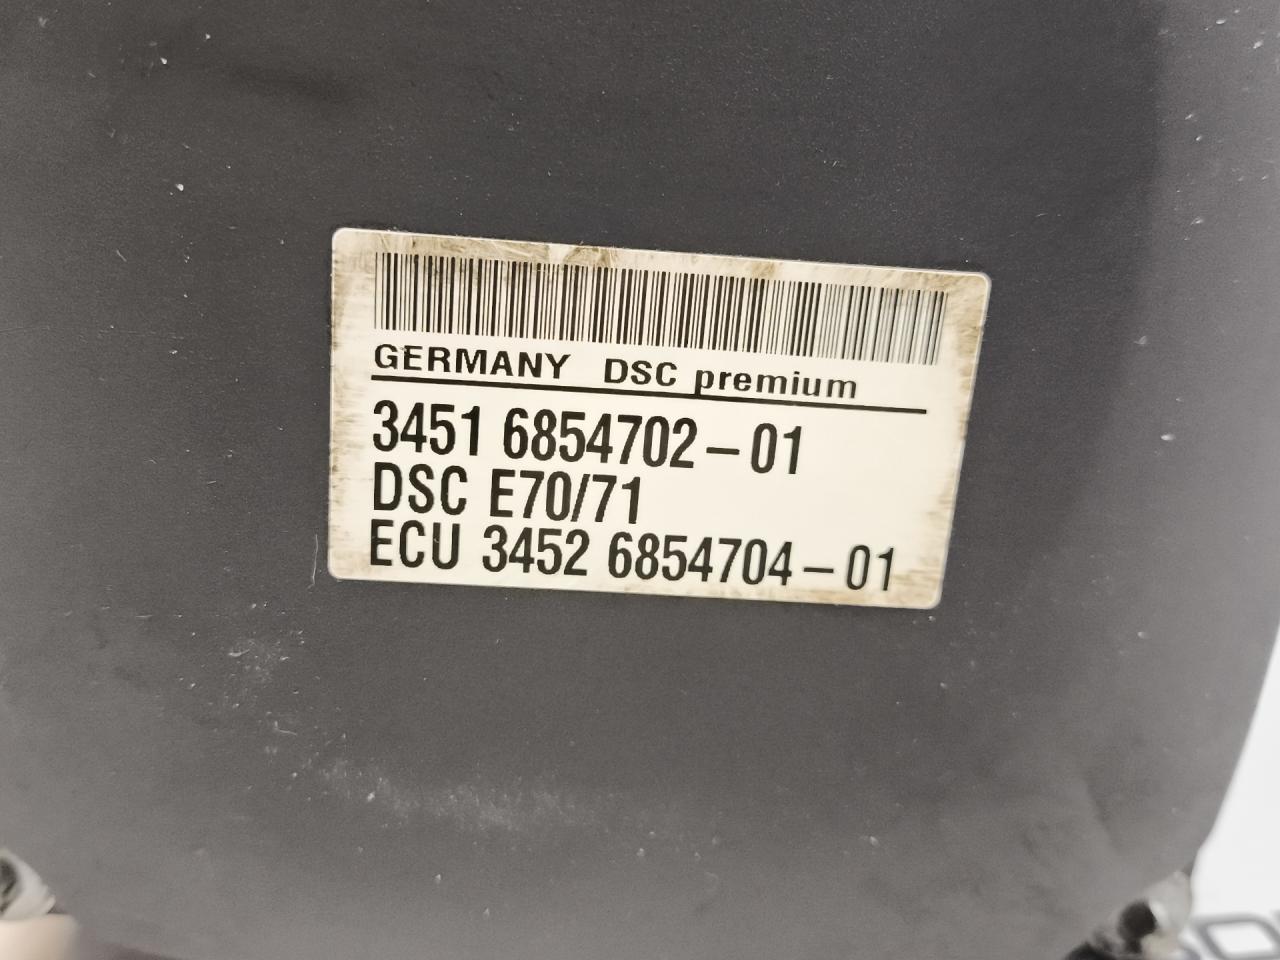 GERMANY DSC premium
3451 6854702-01
DSC E70/71
ECU 3452 6854704-01